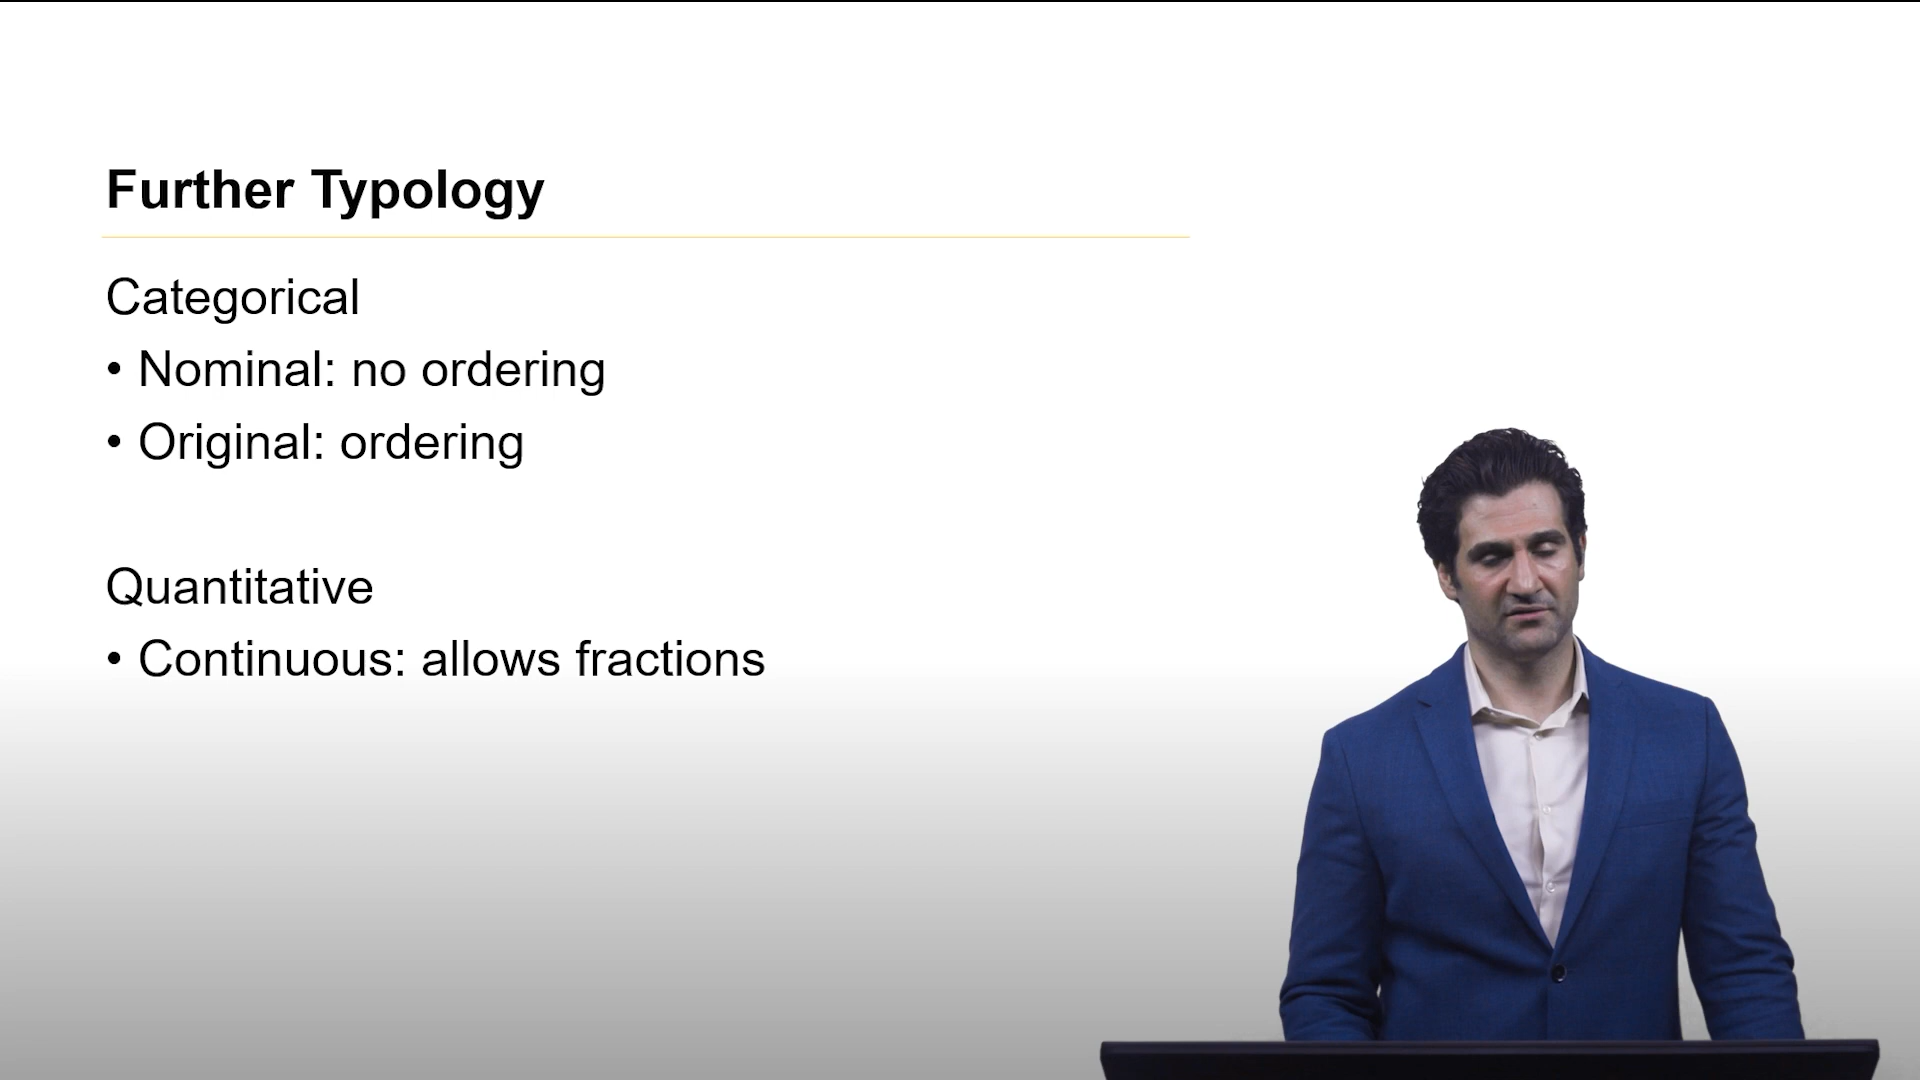 Further Typology
Categorical
• Nominal: no ordering
• Original: ordering
Quantitative
• Continuous: allows fractions